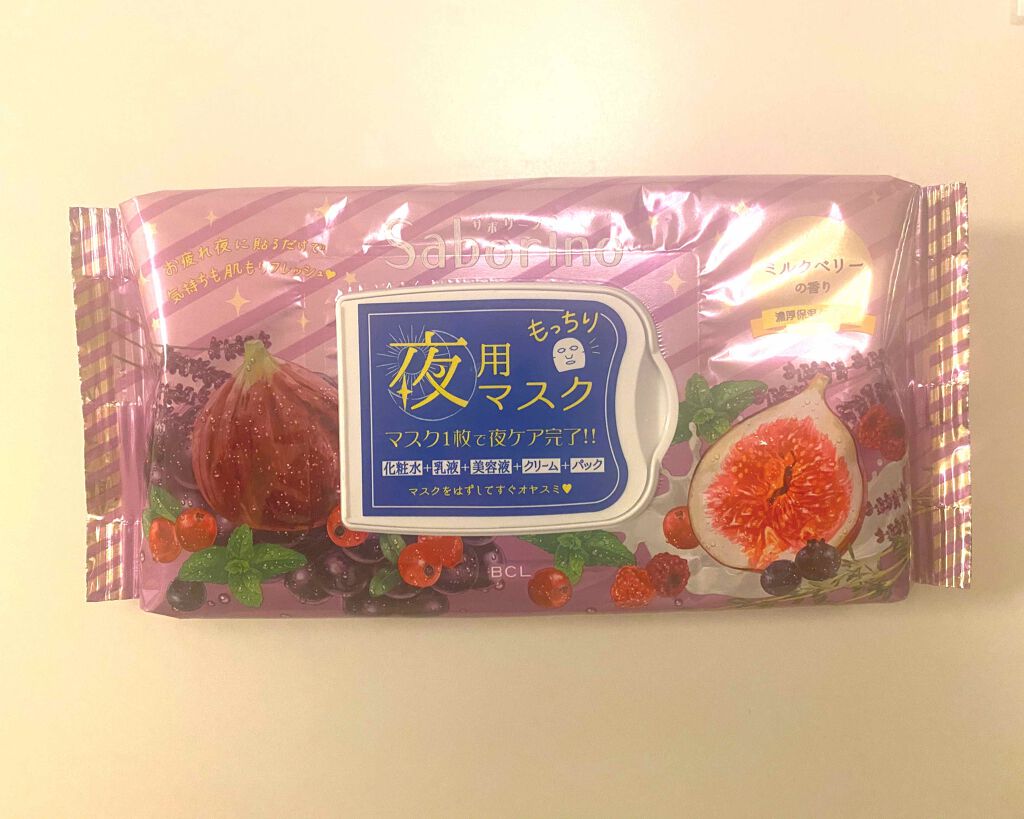 サボリーノ
Saborino
お疲れ夜に貼るだけで
気持ちも肌もリフレッシュ♥
ミルクベリー
の香り
濃厚保湿
もっちり
夜用
マスク
マスク1枚で夜ケア完了!!
化粧水+乳液+美容液+クリーム+パック
マスクをはずしてすぐオヤスミ♥
BCL